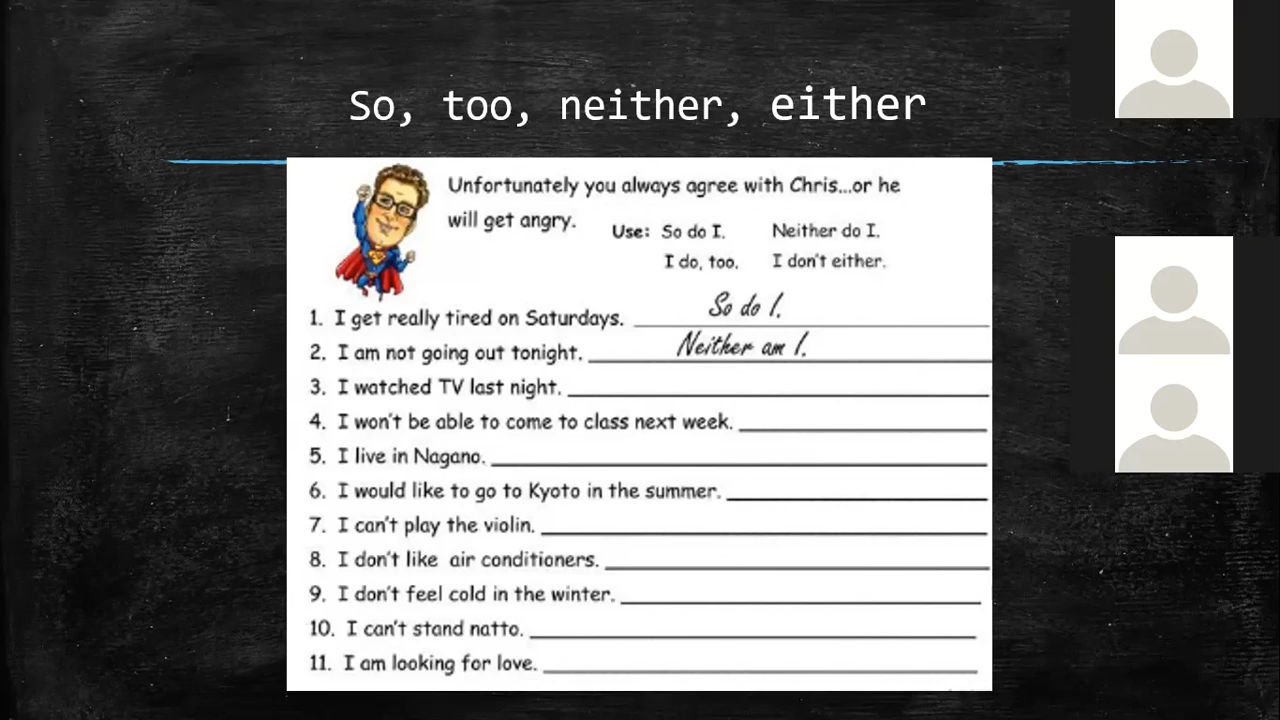 So, too, neither, either
Unfortunately you always agree with Chris...or he
will get angry.
Use: So do I. Neither do I.
I do, too. I don't either.
1. I get really tired on Saturdays. So do I.
2. I am not going out tonight. Neither am I.
3. I watched TV last night.
4. I won't be able to come to class next week.
5. I live in Nagano.
6. I would like to go to Kyoto in the summer.
7. I can't play the violin.
8. I don't like air conditioners.
9. I don't feel cold in the winter.
10. I can't stand natto.
11. I am looking for love.